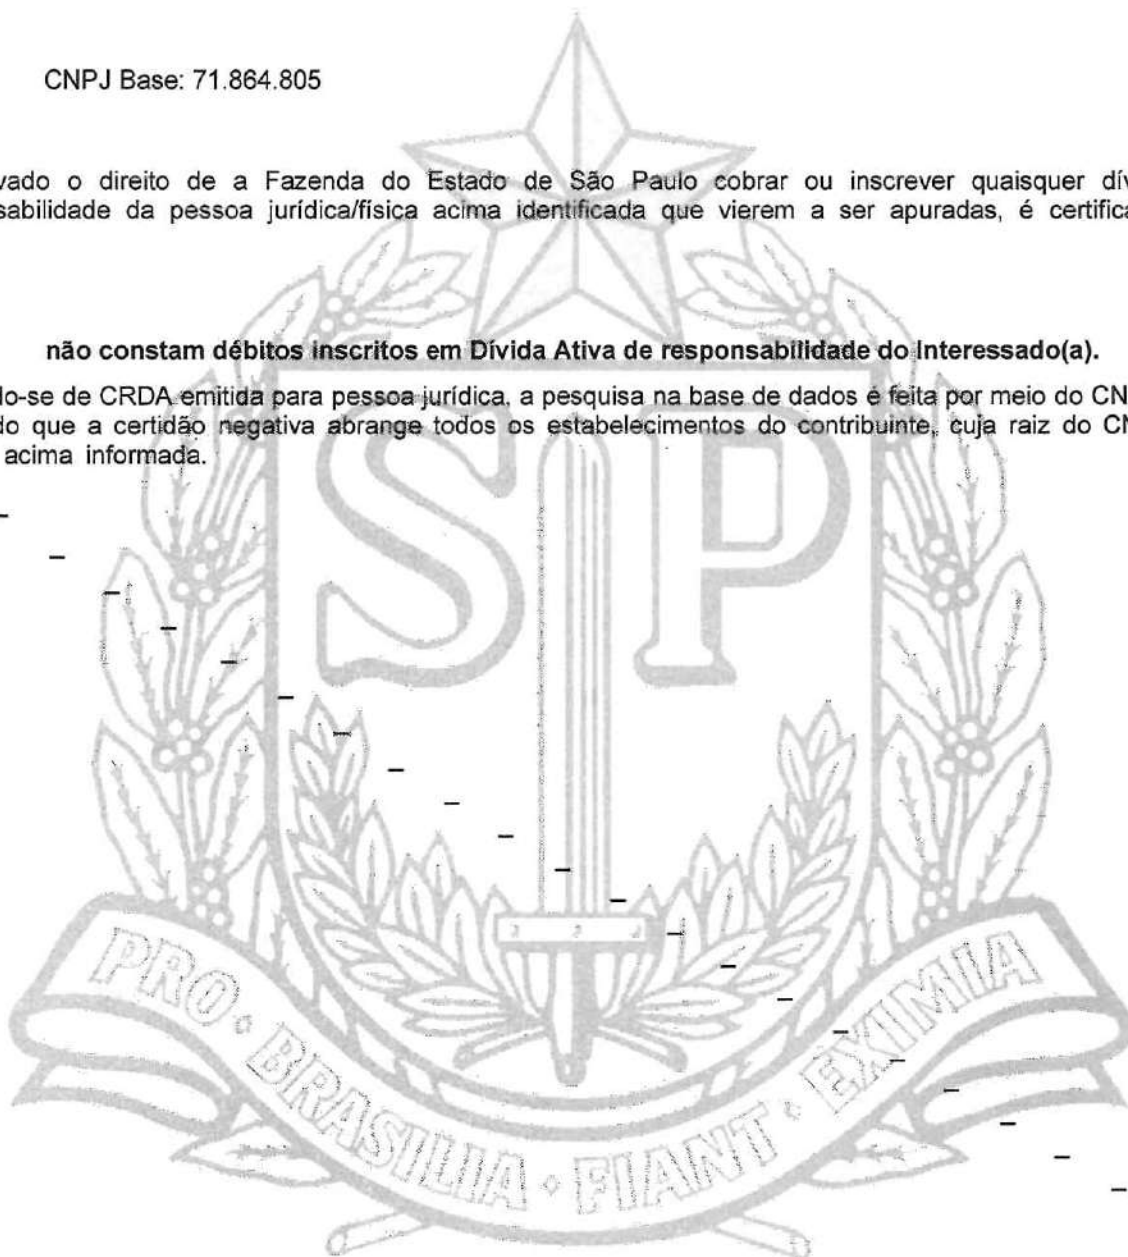 CNPJ Base: 71.864.805
vado o direito de a Fazenda do Estado de São Paulo cobrar ou inscrever quaisquer dív
sabilidade da pessoa jurídica/física acima identificada que vierem a ser apuradas, é certifica
não constam débitos inscritos em Dívida Ativa de responsabilidade do Interessado(a).
do-se de CRDA emitida para pessoa jurídica, a pesquisa na base de dados é feita por meio do CN
do que a certidão negativa abrange todos os estabelecimentos do contribuinte, cuja raiz do CN
acima informada.
SP
PRO BRASILIA FIANT EXIMIA